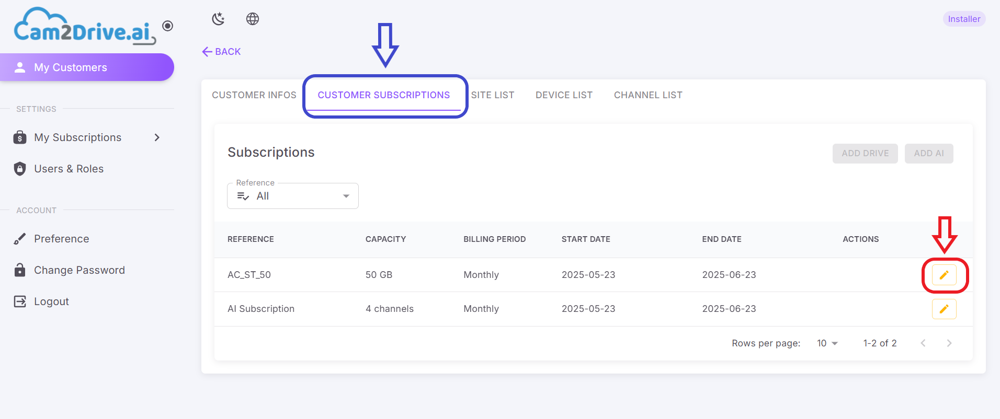 Cam2Drive.ai
Installer
BACK
My Customers
CUSTOMER INFOS CUSTOMER SUBSCRIPTIONS SITE LIST DEVICE LIST CHANNEL LIST
SETTINGS
My Subscriptions
Users & Roles
ACCOUNT
Preference
Change Password
Logout
Subscriptions
ADD DRIVE ADD AI
Reference
All
REFERENCE CAPACITY BILLING PERIOD START DATE END DATE ACTIONS
AC_ST_50 50 GB Monthly 2025-05-23 2025-06-23
AI Subscription 4 channels Monthly 2025-05-23 2025-06-23
Rows per page: 10 1-2 of 2